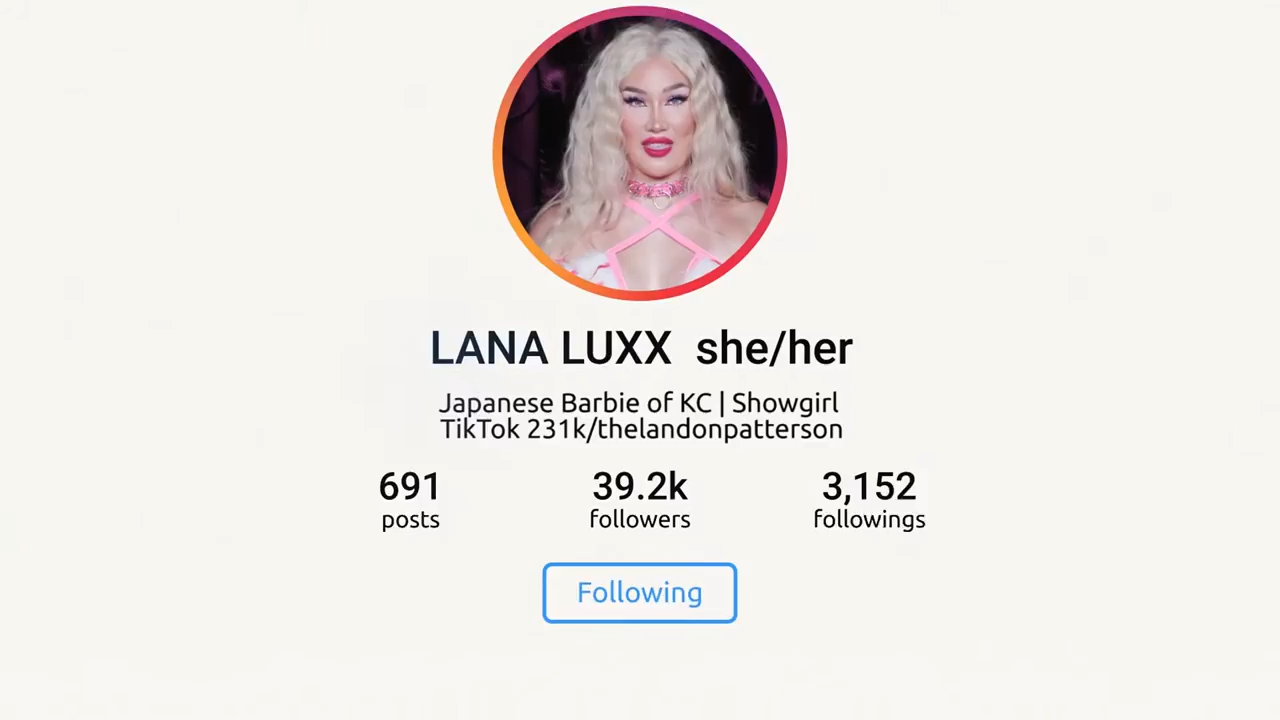 LANA LUXX she/her
Japanese Barbie of KC | Showgirl
TikTok 231k/thelandonpatterson
691 39.2k 3,152
posts followers followings
Following